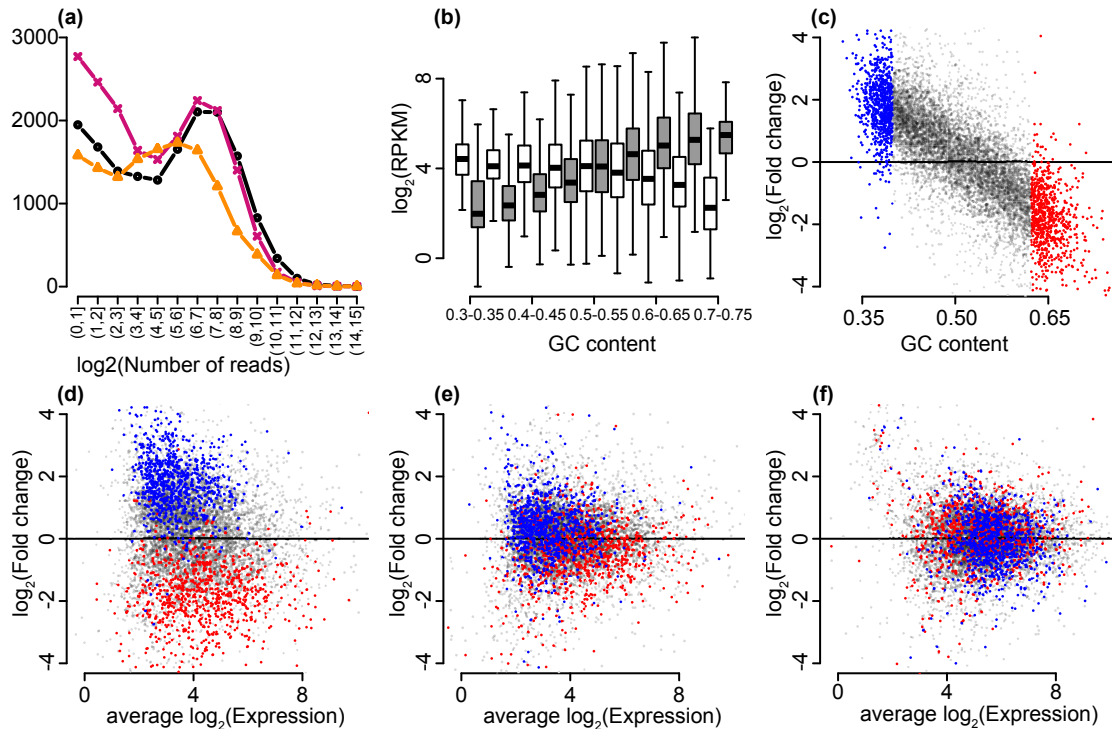 (a)
3000
2000
1000
0
(0,1]
(1,2]
(2,3]
(3,4]
(4,5]
(5,6]
(6,7]
(7,8]
(8,9]
(9,10]
(10,11]
(11,12]
(12,13]
(13,14]
(14,15]
log2(Number of reads)
(b)
log2(RPKM)
8
4
0
0.3-0.35 0.4-0.45 0.5-0.55 0.6-0.65 0.7-0.75
GC content
(c)
log2(Fold change)
4
2
0
-2
-4
0.35 0.50 0.65
GC content
(d)
log2(Fold change)
4
2
0
-2
-4
0 4 8
average log2(Expression)
(e)
log2(Fold change)
4
2
0
-2
-4
0 4 8
average log2(Expression)
(f)
log2(Fold change)
4
2
0
-2
-4
0 4 8
average log2(Expression)